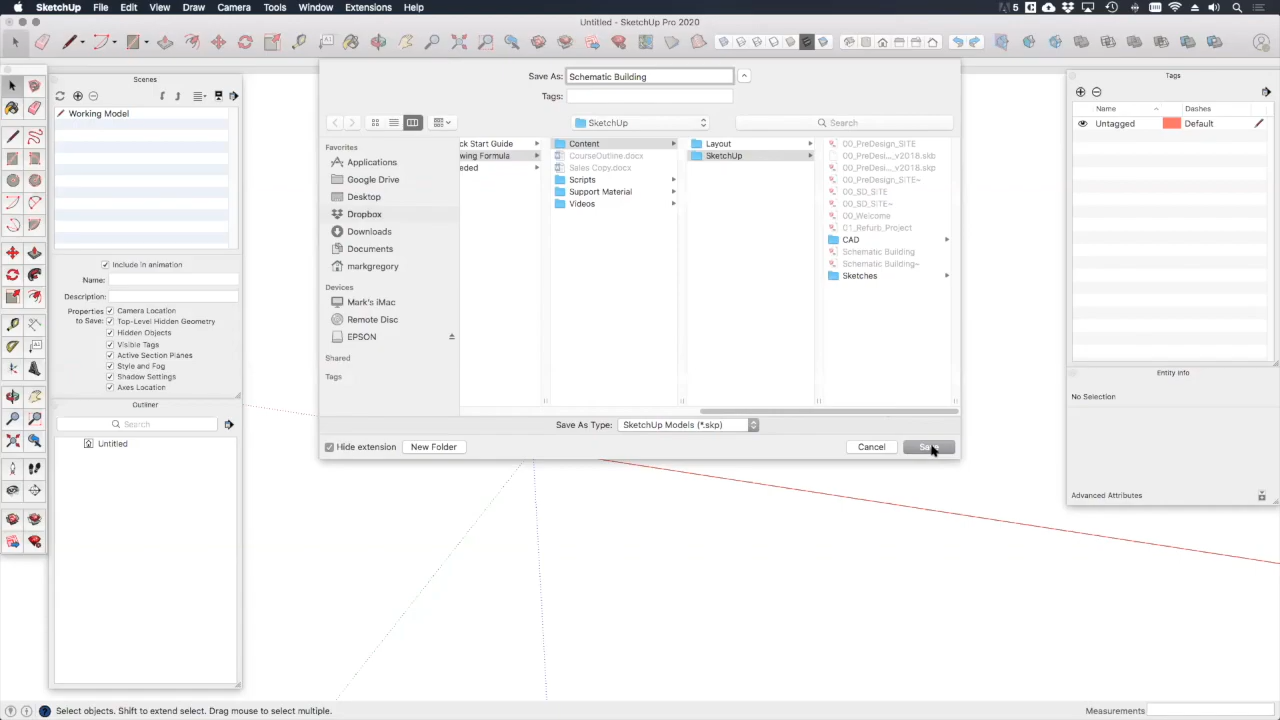 SketchUp File Edit View Draw Camera Tools Window Extensions Help
5
Untitled - SketchUp Pro 2020
Scenes
Working Model
Include in animation
Name:
Description:
Properties to Save:
Camera Location
Top-Level Hidden Geometry
Hidden Objects
Visible Tags
Active Section Planes
Style and Fog
Shadow Settings
Axes Location
Outliner
Search
Untitled
Save As: Schematic Building
Tags:
SketchUp
Search
Favorites
Applications
Google Drive
Desktop
Dropbox
Downloads
Documents
markgregory
Devices
Mark's iMac
Remote Disc
EPSON
Shared
Tags
ck Start Guide
wing Formula
eded
Content
CourseOutline.docx
Sales Copy.docx
Scripts
Support Material
Videos
Layout
SketchUp
00_PreDesign_SITE
00_PreDesi..._v2018.skb
00_PreDesi..._v2018.skp
00_PreDesign_SITE~
00_SD_SITE
00_SD_SITE~
00_Welcome
01_Refurb_Project
CAD
Schematic Building
Schematic Building~
Sketches
Save As Type: SketchUp Models (*.skp)
Hide extension
New Folder
Cancel
Save
Tags
Name Dashes
Untagged Default
Entity Info
No Selection
Advanced Attributes
Select objects. Shift to extend select. Drag mouse to select multiple.
Measurements